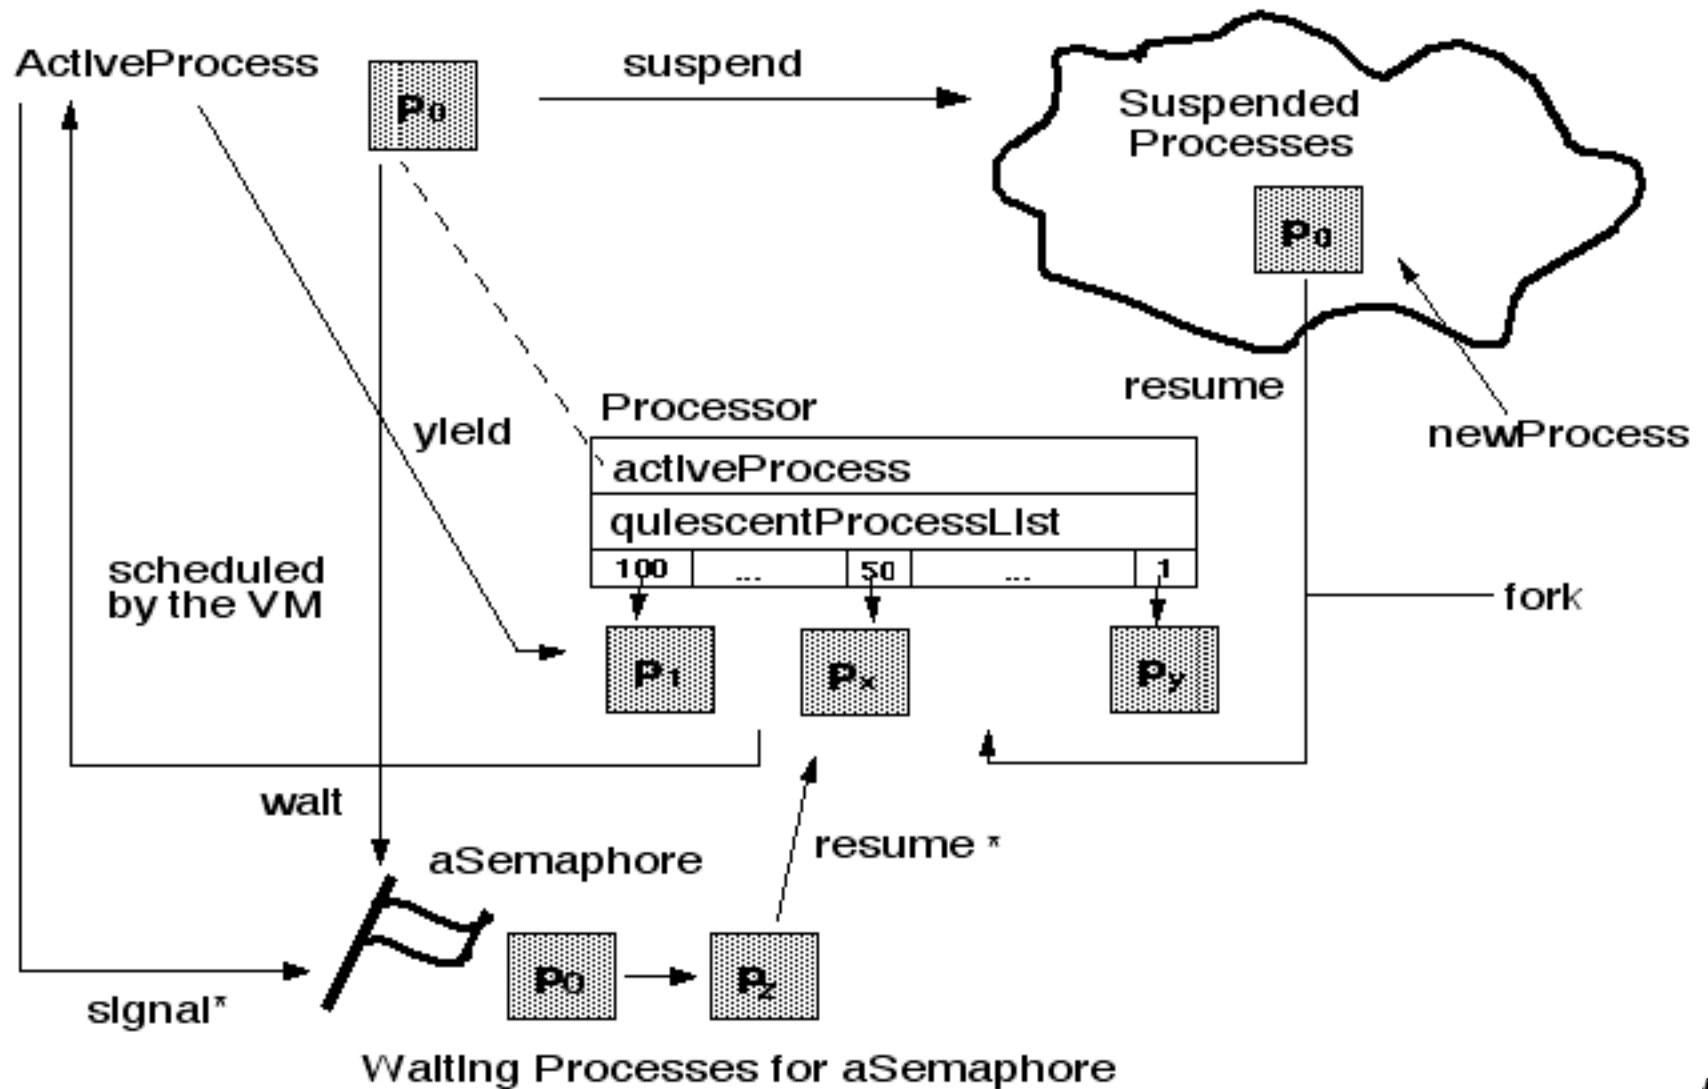 ActiveProcess
P0
suspend
Suspended
Processes
P0
resume
newProcess
yield
Processor
activeProcess
quiescentProcessList
100 ... 50 ... 1
scheduled
by the VM
fork
P1
Px
Py
wait
aSemaphore
resume *
P0
Pz
signal*
Waiting Processes for aSemaphore